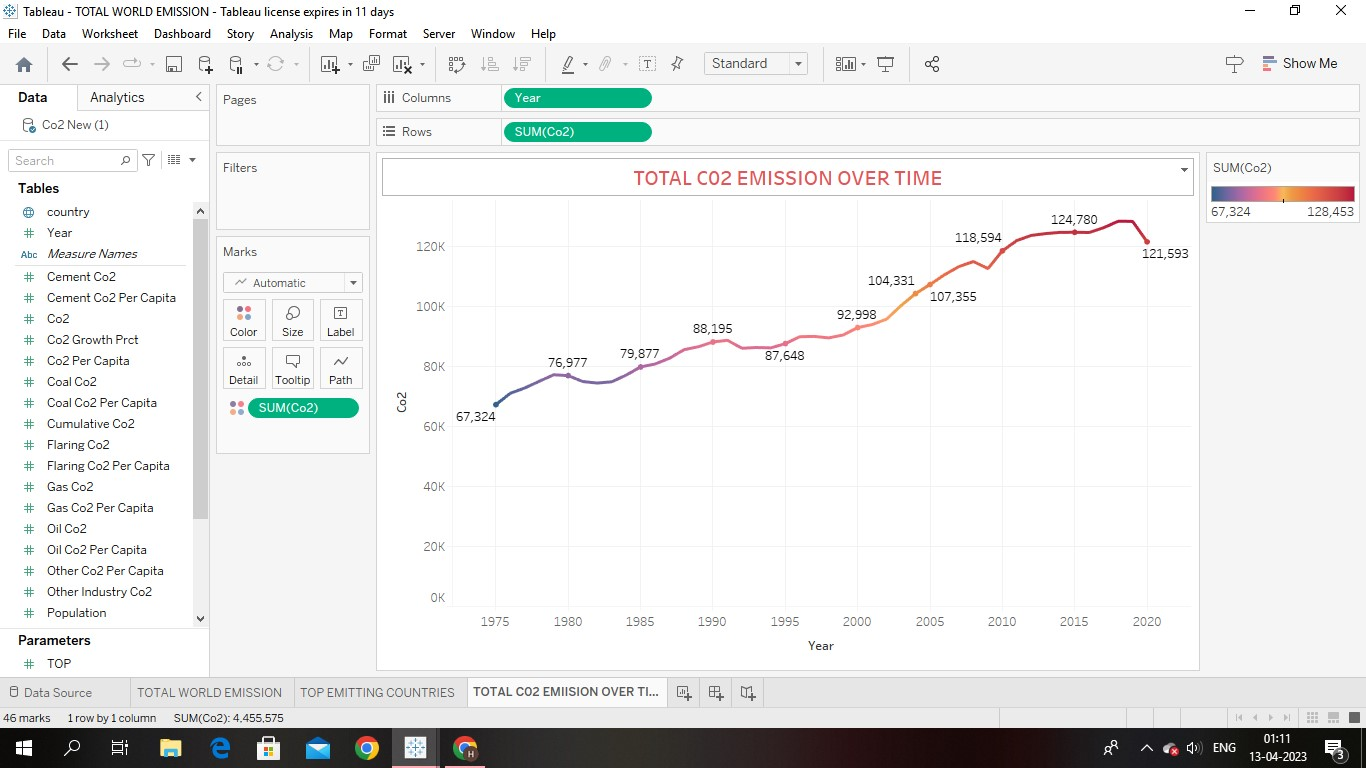 Tableau - TOTAL WORLD EMISSION - Tableau license expires in 11 days
File Data Worksheet Dashboard Story Analysis Map Format Server Window Help
Standard
Show Me
Data Analytics
Co2 New (1)
Search
Tables
country
Year
Abc Measure Names
Cement Co2
Cement Co2 Per Capita
Co2
Co2 Growth Prct
Co2 Per Capita
Coal Co2
Coal Co2 Per Capita
Cumulative Co2
Flaring Co2
Flaring Co2 Per Capita
Gas Co2
Gas Co2 Per Capita
Oil Co2
Oil Co2 Per Capita
Other Co2 Per Capita
Other Industry Co2
Population
Parameters
TOP
Pages
Filters
Marks
Automatic
Color Size Label
Detail Tooltip Path
SUM(Co2)
Columns Year
Rows SUM(Co2)
TOTAL C02 EMISSION OVER TIME
Co2
120K
100K
80K
60K
40K
20K
0K
67,324
76,977
79,877
88,195
87,648
92,998
104,331
107,355
118,594
124,780
121,593
1975 1980 1985 1990 1995 2000 2005 2010 2015 2020
Year
SUM(Co2)
67,324 128,453
Data Source TOTAL WORLD EMISSION TOP EMITTING COUNTRIES TOTAL C02 EMIISION OVER TI...
46 marks 1 row by 1 column SUM(Co2): 4,455,575
H
ENG
01:11
13-04-2023
3